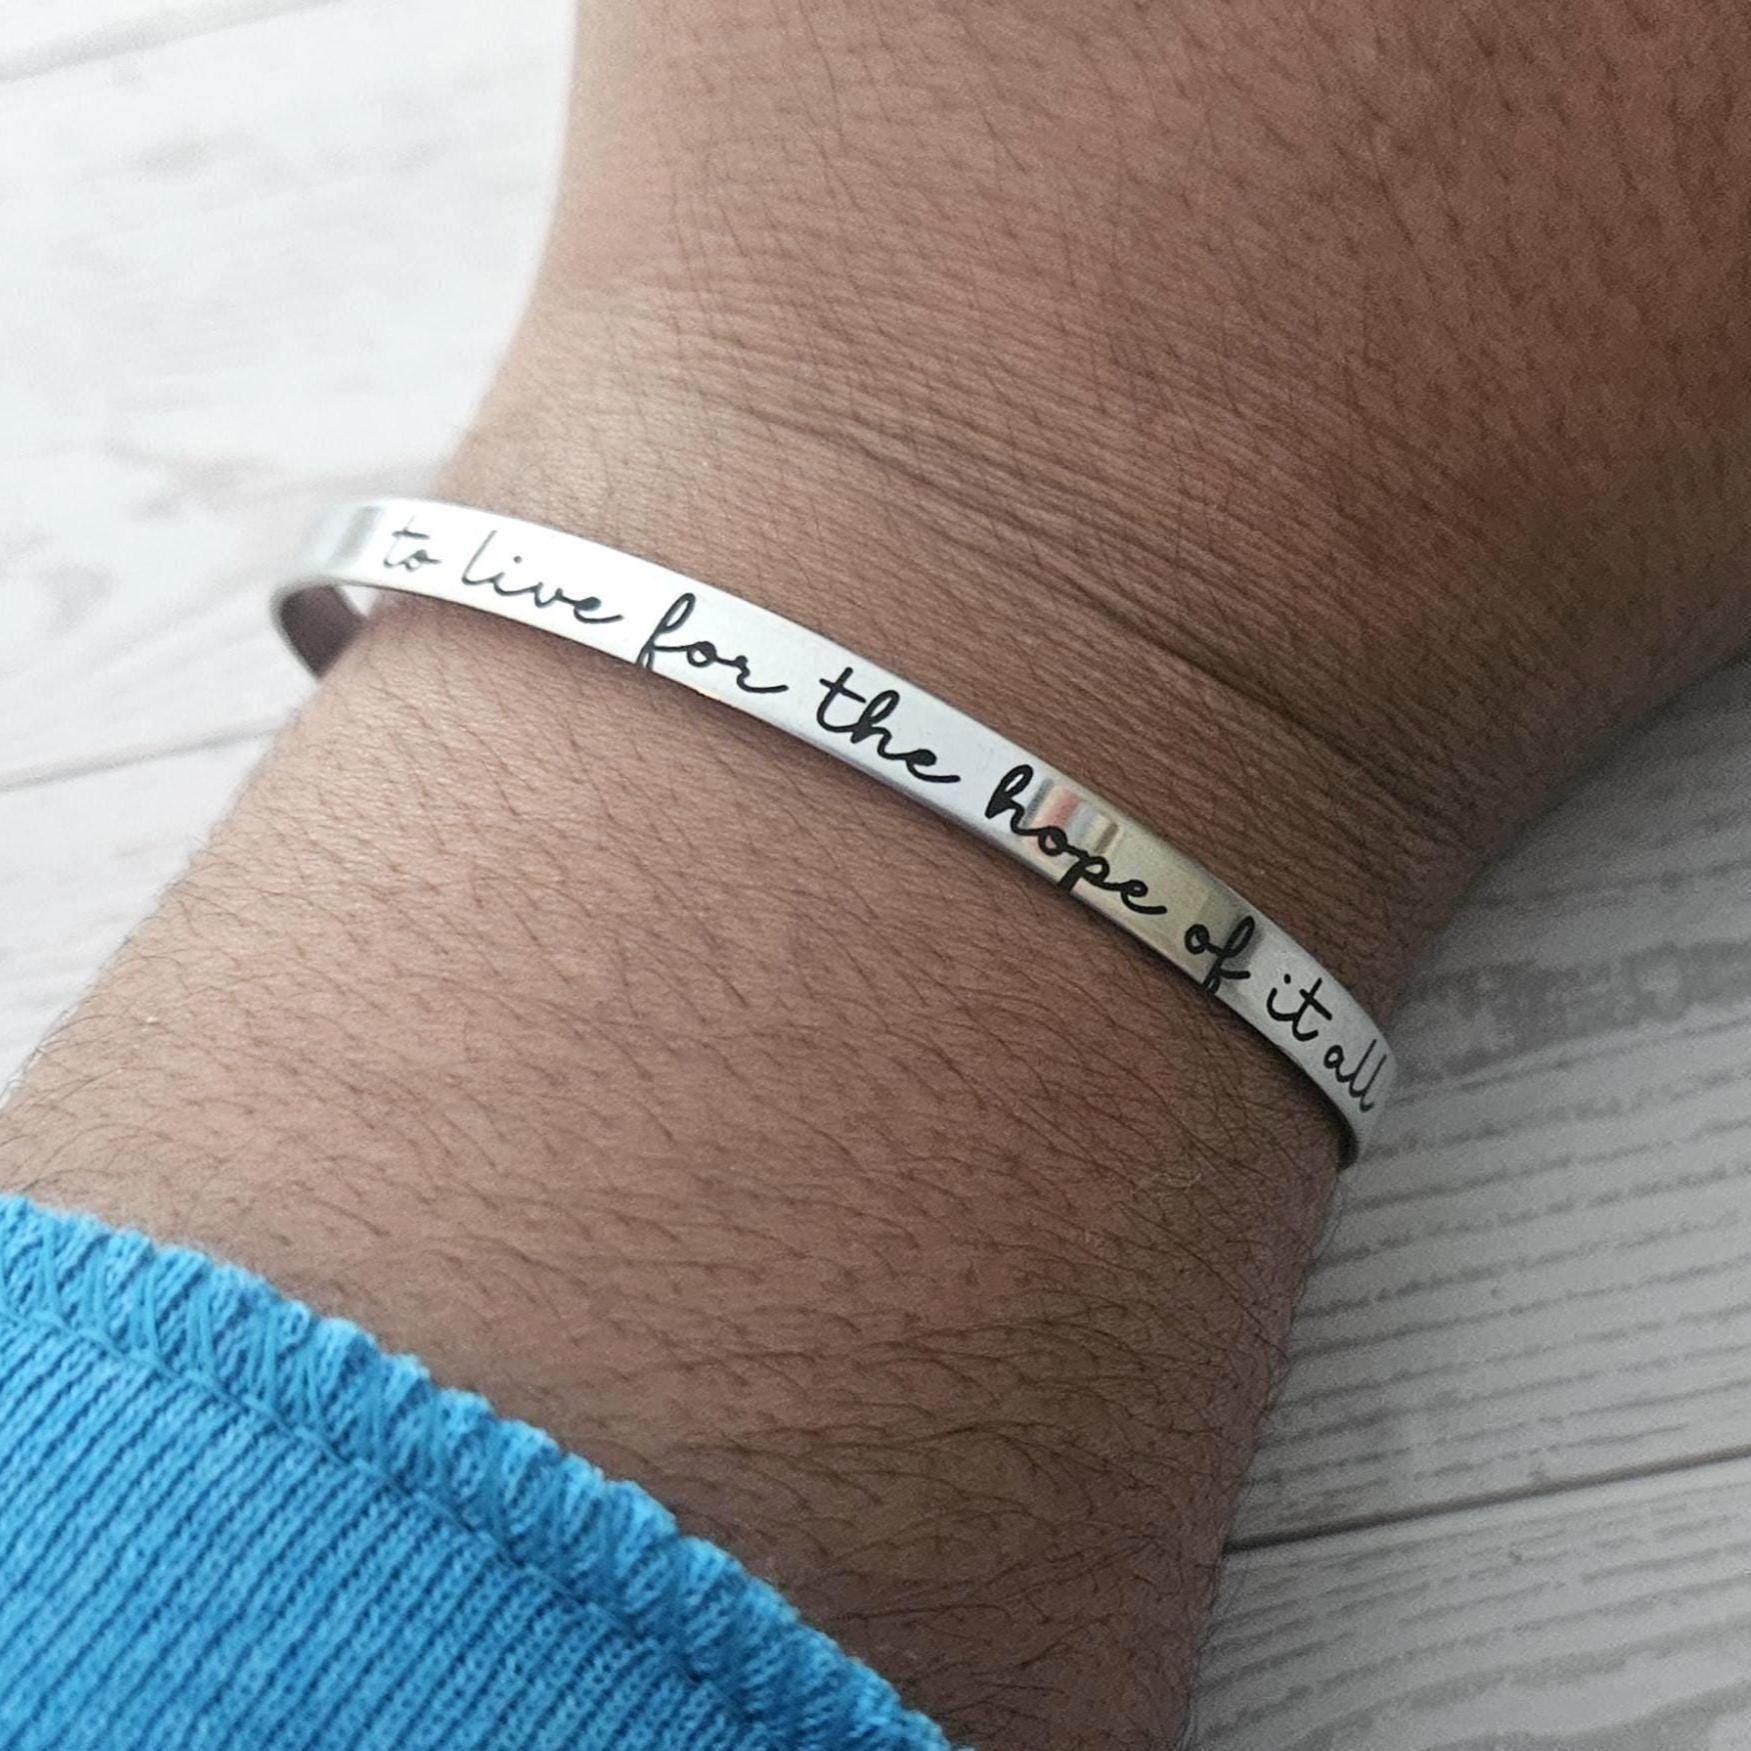 to live for the hope of it all